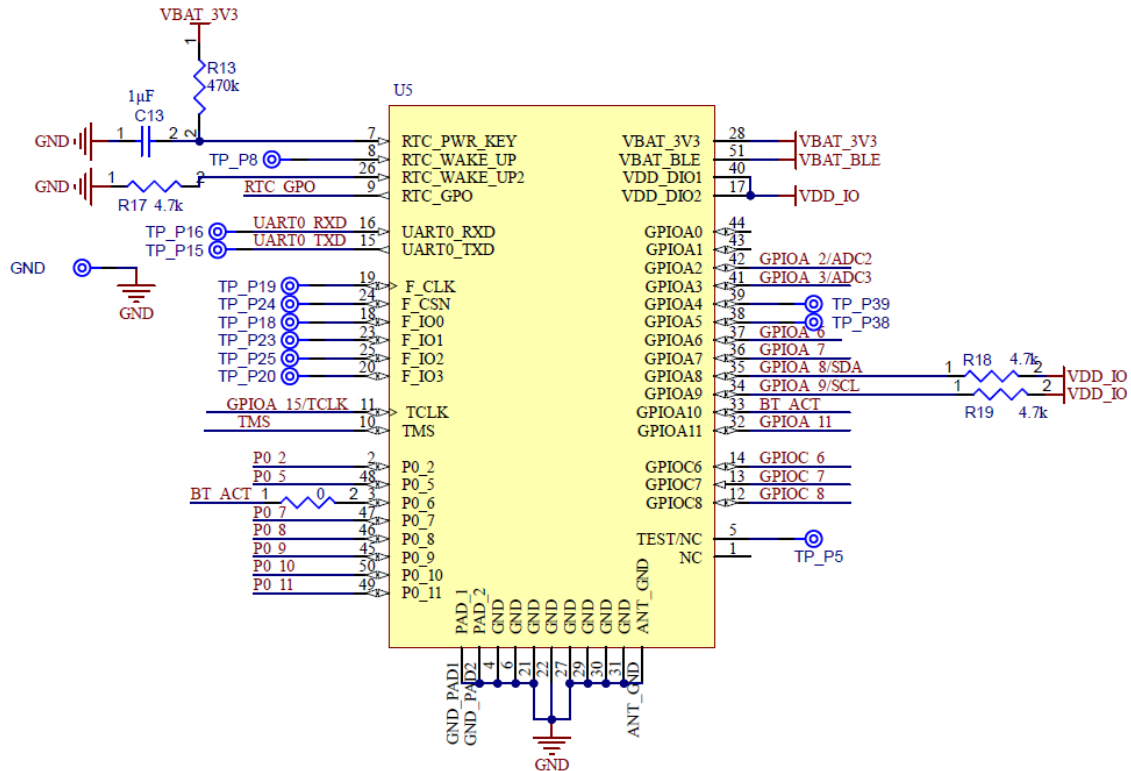 VBAT_3V3
1
R13
470k
2
U5
1µF
C13
GND 1 2
7 RTC_PWR_KEY
TP_P8 8 RTC_WAKE_UP
26 RTC_WAKE_UP2
GND 1 2
R17 4.7k
RTC_GPO 9 RTC_GPO
TP_P16 UART0_RXD 16 UART0_RXD
TP_P15 UART0_TXD 15 UART0_TXD
GND
GND
TP_P19 19 F_CLK
TP_P24 24 F_CSN
TP_P18 18 F_IO0
TP_P23 23 F_IO1
TP_P25 25 F_IO2
TP_P20 20 F_IO3
GPIOA_15/TCLK 11 TCLK
TMS 10 TMS
P0_2 2 P0_2
P0_5 48 P0_5
BT_ACT 1 0 2 3 P0_6
P0_7 47 P0_7
P0_8 46 P0_8
P0_9 45 P0_9
P0_10 50 P0_10
P0_11 49 P0_11
VBAT_3V3 28 VBAT_3V3
VBAT_BLE 51 VBAT_BLE
VDD_DIO1 40
VDD_DIO2 17 VDD_IO
GPIOA0 44
GPIOA1 43
GPIOA2 42 GPIOA_2/ADC2
GPIOA3 41 GPIOA_3/ADC3
GPIOA4 39 TP_P39
GPIOA5 38 TP_P38
GPIOA6 37 GPIOA_6
GPIOA7 36 GPIOA_7
GPIOA8 35 GPIOA_8/SDA 1 R18 4.7k 2 VDD_IO
GPIOA9 34 GPIOA_9/SCL 1 2 VDD_IO
R19 4.7k
GPIOA10 33 BT_ACT
GPIOA11 32 GPIOA_11
GPIOC6 14 GPIOC_6
GPIOC7 13 GPIOC_7
GPIOC8 12 GPIOC_8
TEST/NC 5
TP_P5
NC 1
PAD_1 GND_PAD1
PAD_2 GND_PAD2
GND 4
GND 6
GND 21
GND 22
GND 27
GND 29
GND 30
GND 31
ANT_GND ANT_GND
GND